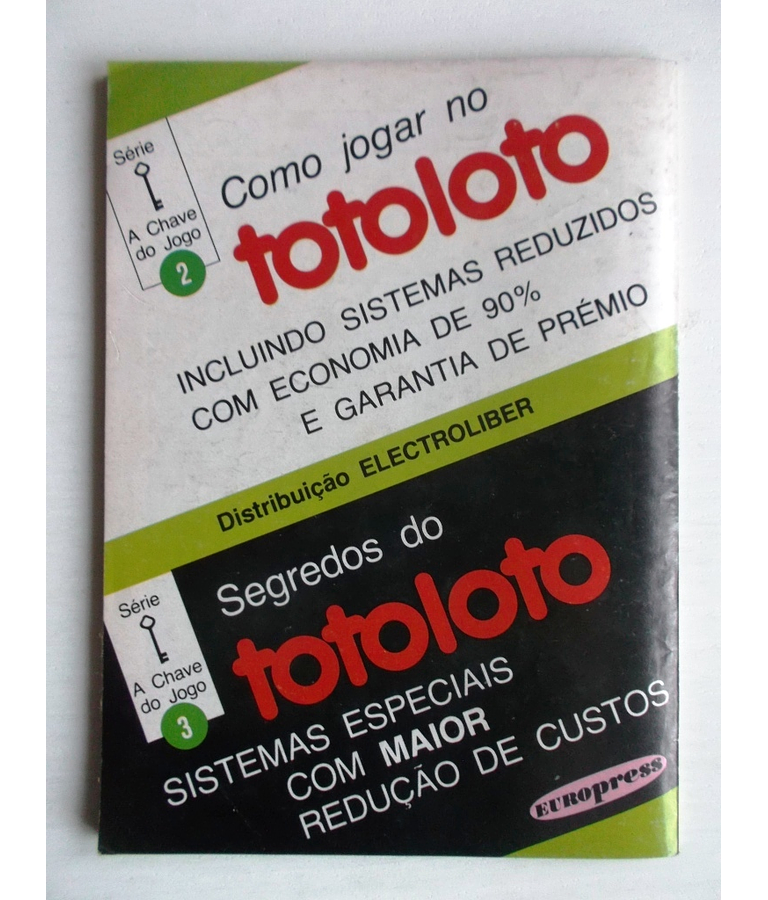 Série
A Chave
do Jogo
2
Como jogar no
totoloto
INCLUINDO SISTEMAS REDUZIDOS
COM ECONOMIA DE 90%
E GARANTIA DE PRÉMIO
Distribuição ELECTROLIBER
Série
A Chave
do Jogo
3
Segredos do
totoloto
SISTEMAS ESPECIAIS
COM MAIOR
REDUÇÃO DE CUSTOS
EUROpress